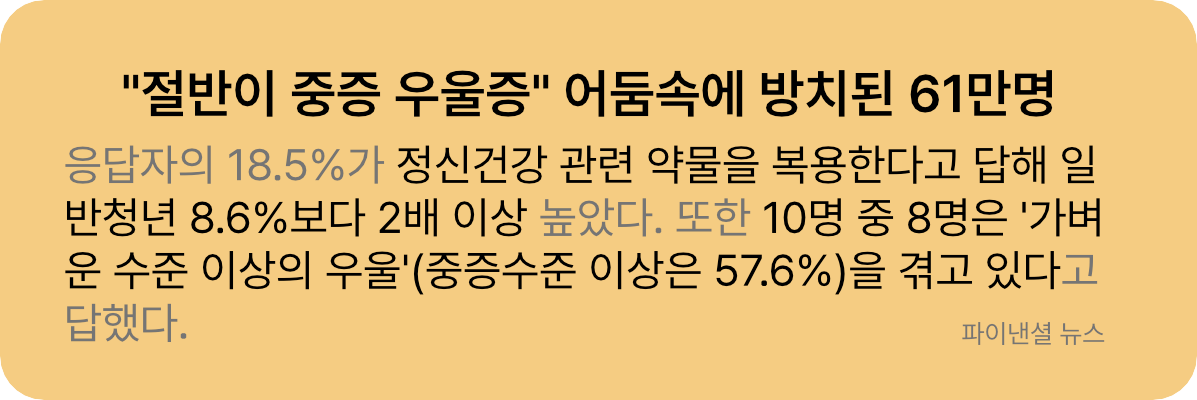 "절반이 중증 우울증" 어둠속에 방치된 61만명
응답자의 18.5%가 정신건강 관련 약물을 복용한다고 답해 일
반청년 8.6%보다 2배 이상 높았다. 또한 10명 중 8명은 '가벼
운 수준 이상의 우울'(중증수준 이상은 57.6%)을 겪고 있다고
답했다.
파이낸셜 뉴스